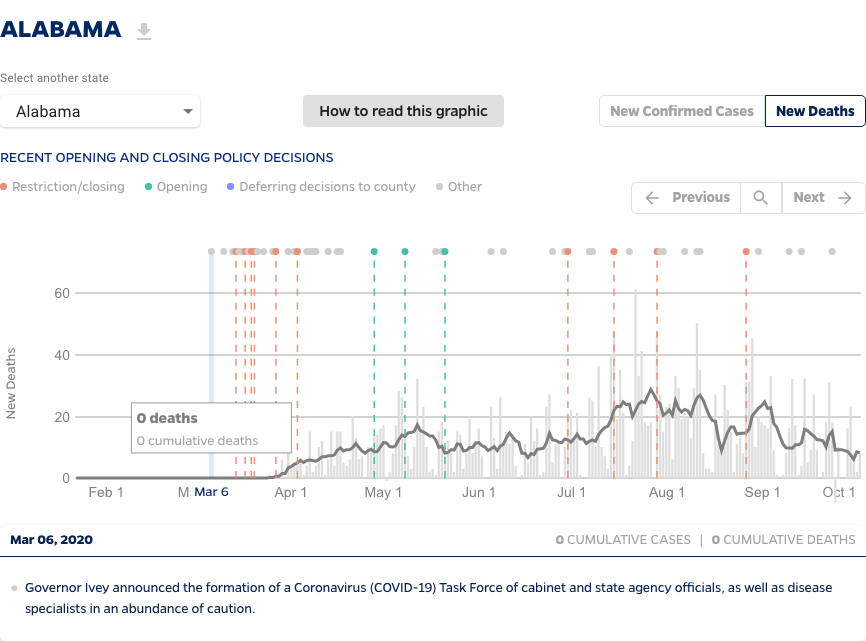 ALABAMA
Select another state
Alabama
How to read this graphic
New Confirmed Cases
New Deaths
RECENT OPENING AND CLOSING POLICY DECISIONS
Restriction/closing
Opening
Deferring decisions to county
Other
Previous
Next
60
40
20
0
New Deaths
0 deaths
0 cumulative deaths
Feb 1
M
Mar 6
Apr 1
May 1
Jun 1
Jul 1
Aug 1
Sep 1
Oct 1
Mar 06, 2020
0 CUMULATIVE CASES | 0 CUMULATIVE DEATHS
Governor Ivey announced the formation of a Coronavirus (COVID-19) Task Force of cabinet and state agency officials, as well as disease
specialists in an abundance of caution.